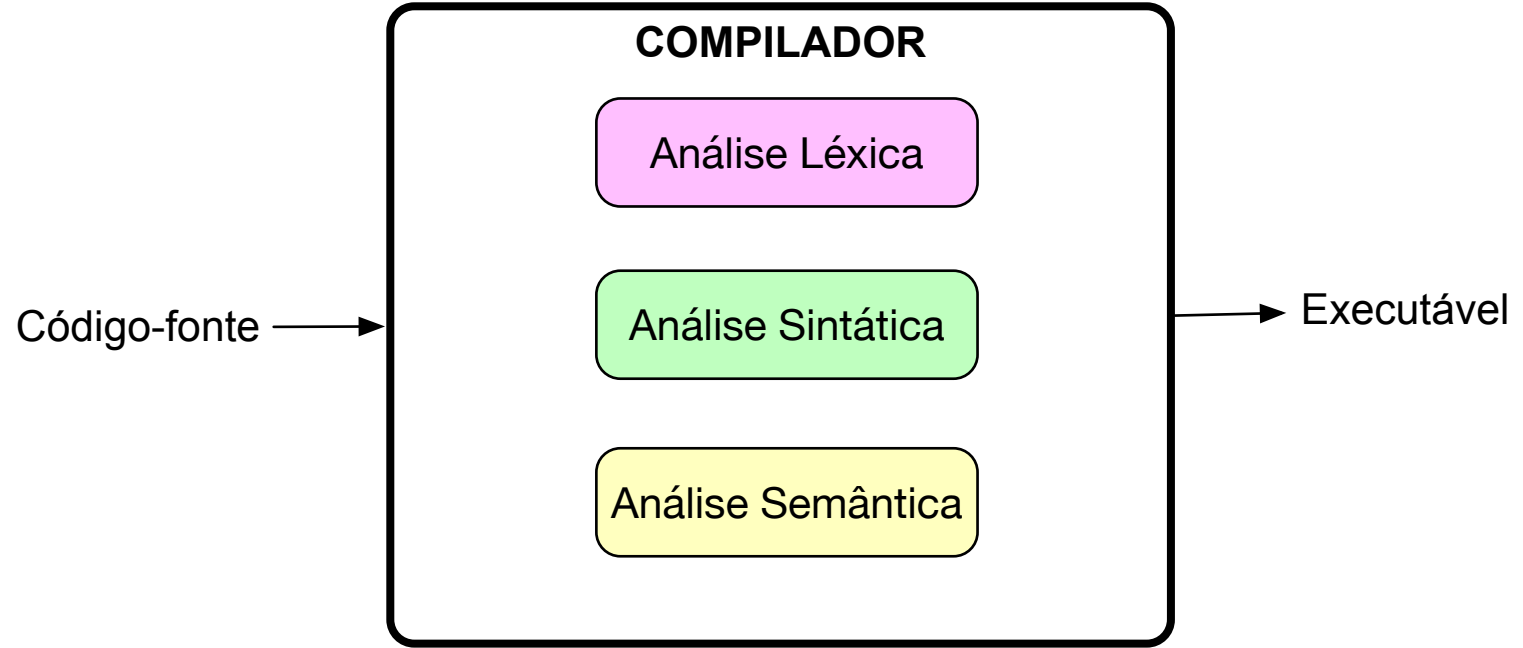 COMPILADOR
Análise Léxica
Código-fonte
Análise Sintática
Executável
Análise Semântica